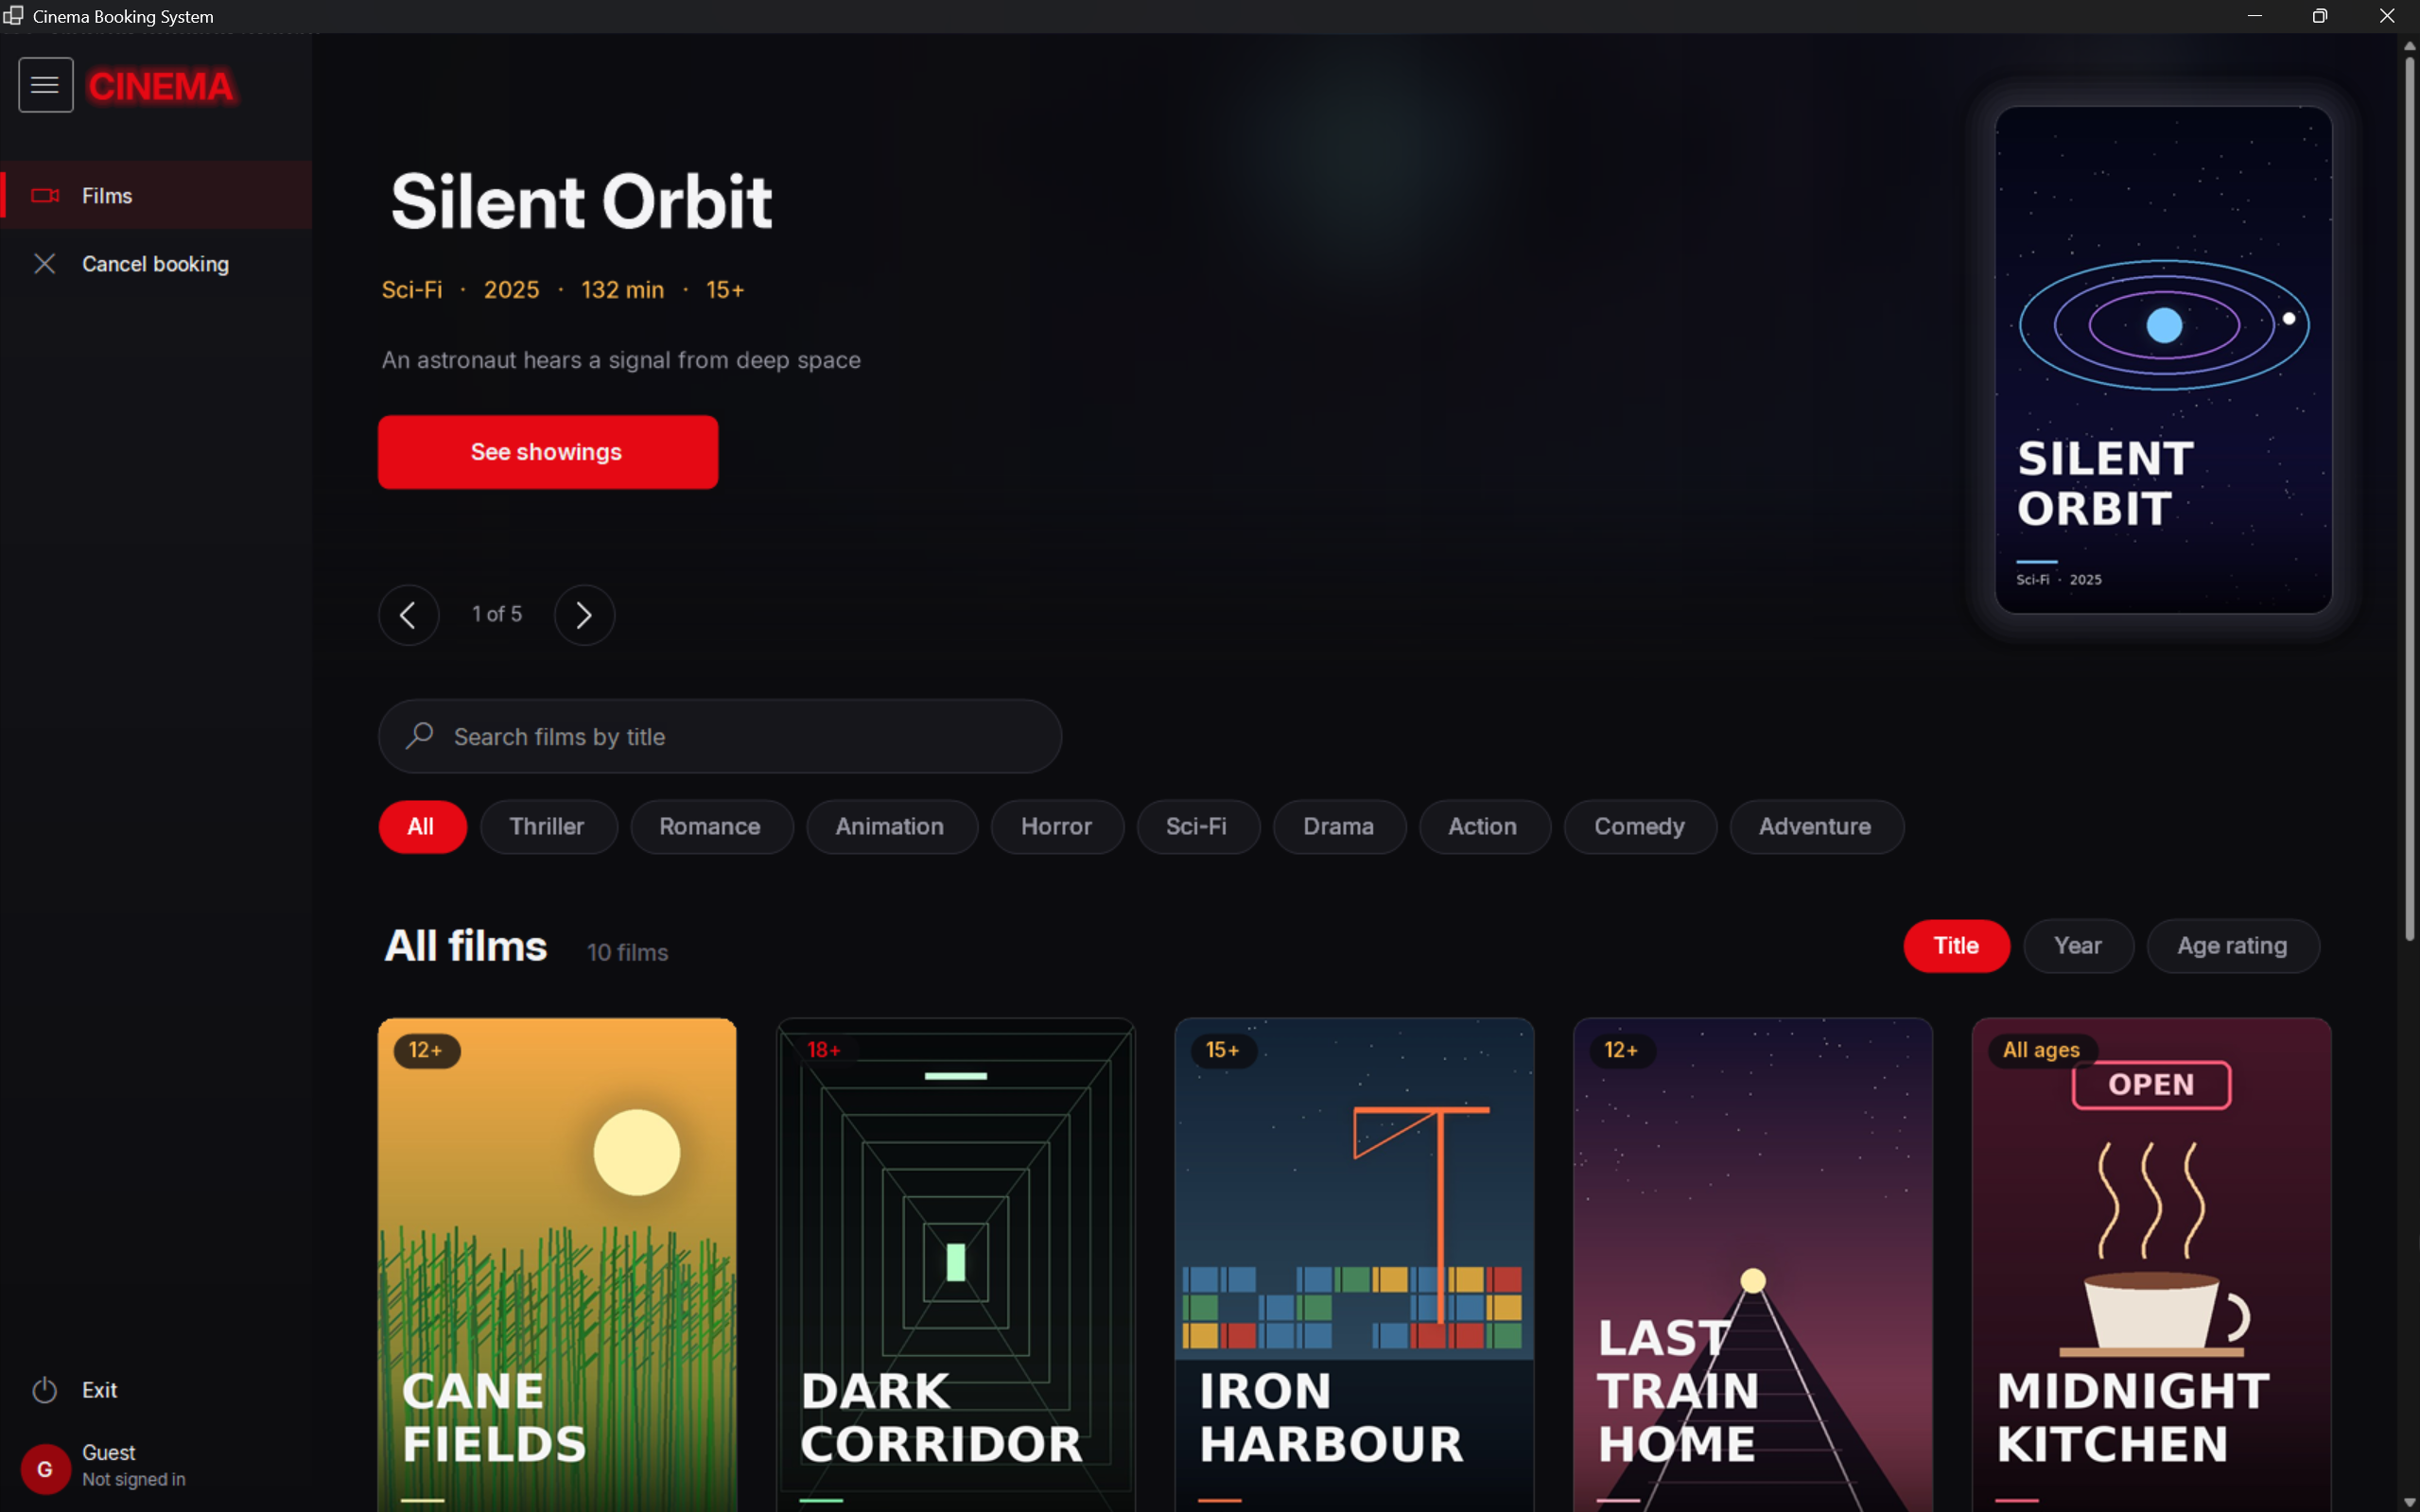 Cinema Booking System
CINEMA
Films
Cancel booking
Silent Orbit
Sci-Fi · 2025 · 132 min · 15+
An astronaut hears a signal from deep space
See showings
1 of 5
SILENT
ORBIT
Sci-Fi · 2025
Search films by title
All Thriller Romance Animation Horror Sci-Fi Drama Action Comedy Adventure
All films 10 films
Title Year Age rating
12+
CANE
FIELDS
18+
DARK
CORRIDOR
15+
IRON
HARBOUR
12+
LAST
TRAIN
HOME
All ages
OPEN
MIDNIGHT
KITCHEN
Exit
G
Guest
Not signed in